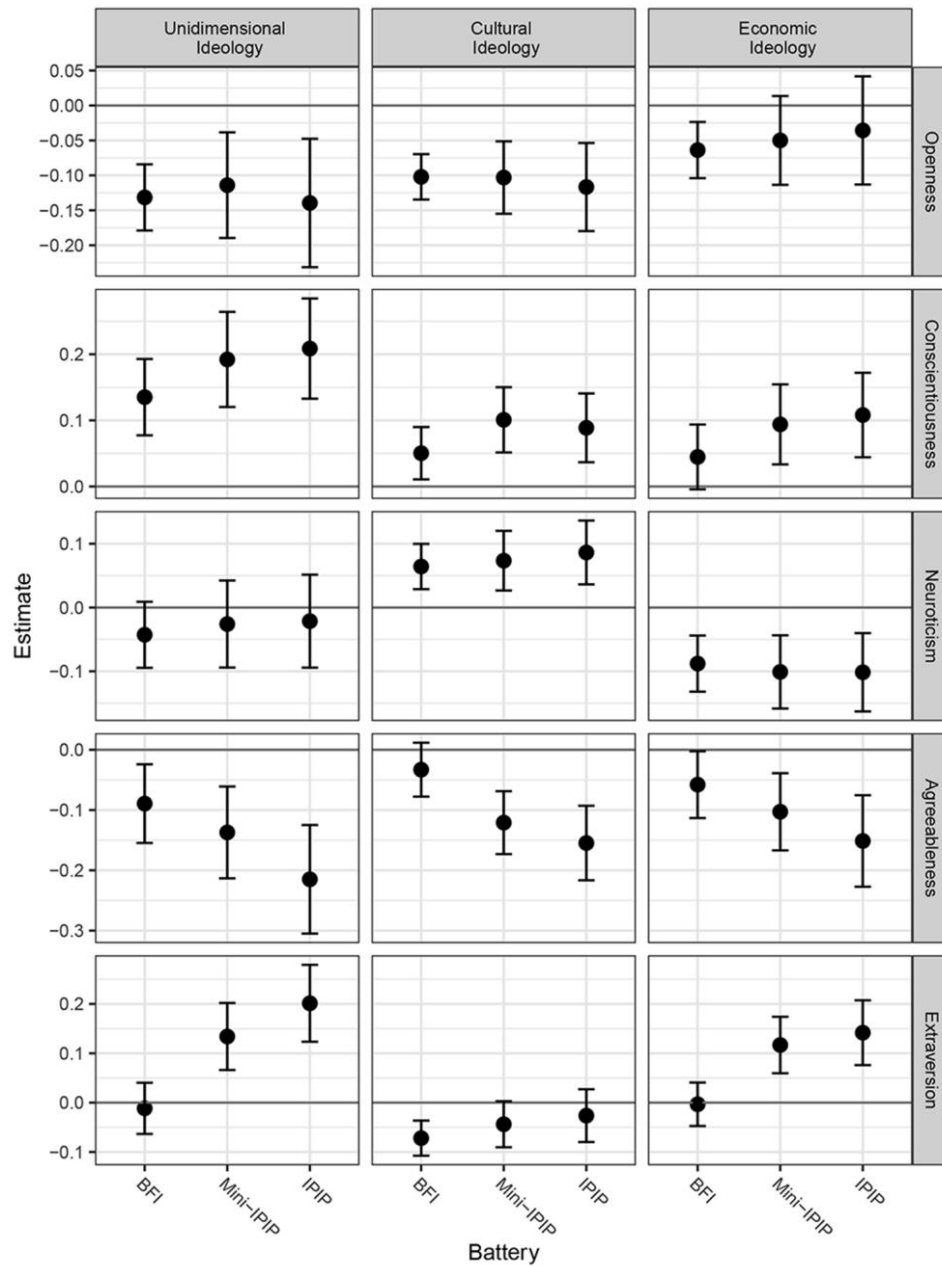 Unidimensional
Ideology
Cultural
Ideology
Economic
Ideology
0.05
0.00
−0.05
−0.10
−0.15
−0.20
Openness
0.2
0.1
0.0
Conscientiousness
0.1
0.0
−0.1
Neuroticism
0.0
−0.1
−0.2
−0.3
Agreeableness
0.2
0.1
0.0
−0.1
Extraversion
Estimate
BFI
Mini−IPIP
IPIP
BFI
Mini−IPIP
IPIP
BFI
Mini−IPIP
IPIP
Battery